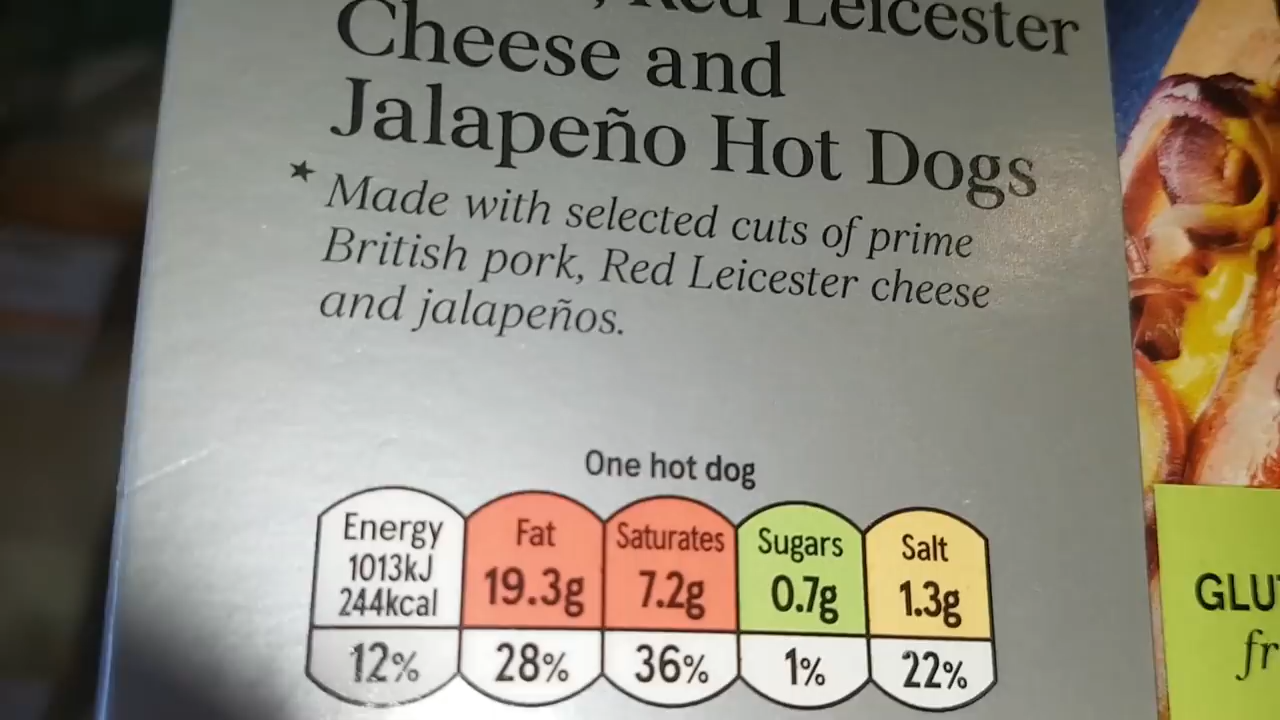 Red Leicester
Cheese and
Jalapeño Hot Dogs
* Made with selected cuts of prime
British pork, Red Leicester cheese
and jalapeños.
One hot dog
Energy
1013kJ
244kcal
12%
Fat
19.3g
28%
Saturates
7.2g
36%
Sugars
0.7g
1%
Salt
1.3g
22%